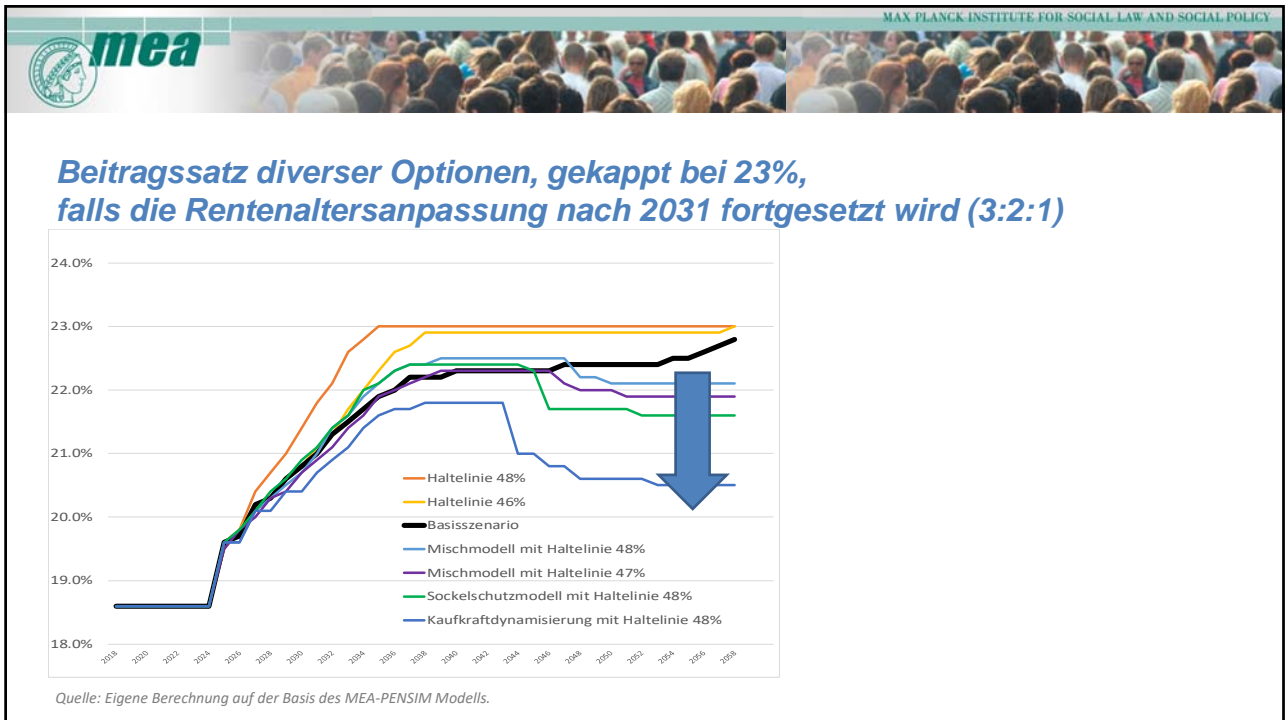 MAX PLANCK INSTITUTE FOR SOCIAL LAW AND SOCIAL POLICY
mea
Beitragssatz diverser Optionen, gekappt bei 23%,
falls die Rentenaltersanpassung nach 2031 fortgesetzt wird (3:2:1)
24.0%
23.0%
22.0%
21.0%
20.0%
19.0%
18.0%
Haltelinie 48%
Haltelinie 46%
Basisszenario
Mischmodell mit Haltelinie 48%
Mischmodell mit Haltelinie 47%
Sockelschutzmodell mit Haltelinie 48%
Kaufkraftdynamisierung mit Haltelinie 48%
2018 2020 2022 2024 2026 2028 2030 2032 2034 2036 2038 2040 2042 2044 2046 2048 2050 2052 2054 2056 2058
Quelle: Eigene Berechnung auf der Basis des MEA-PENSIM Modells.